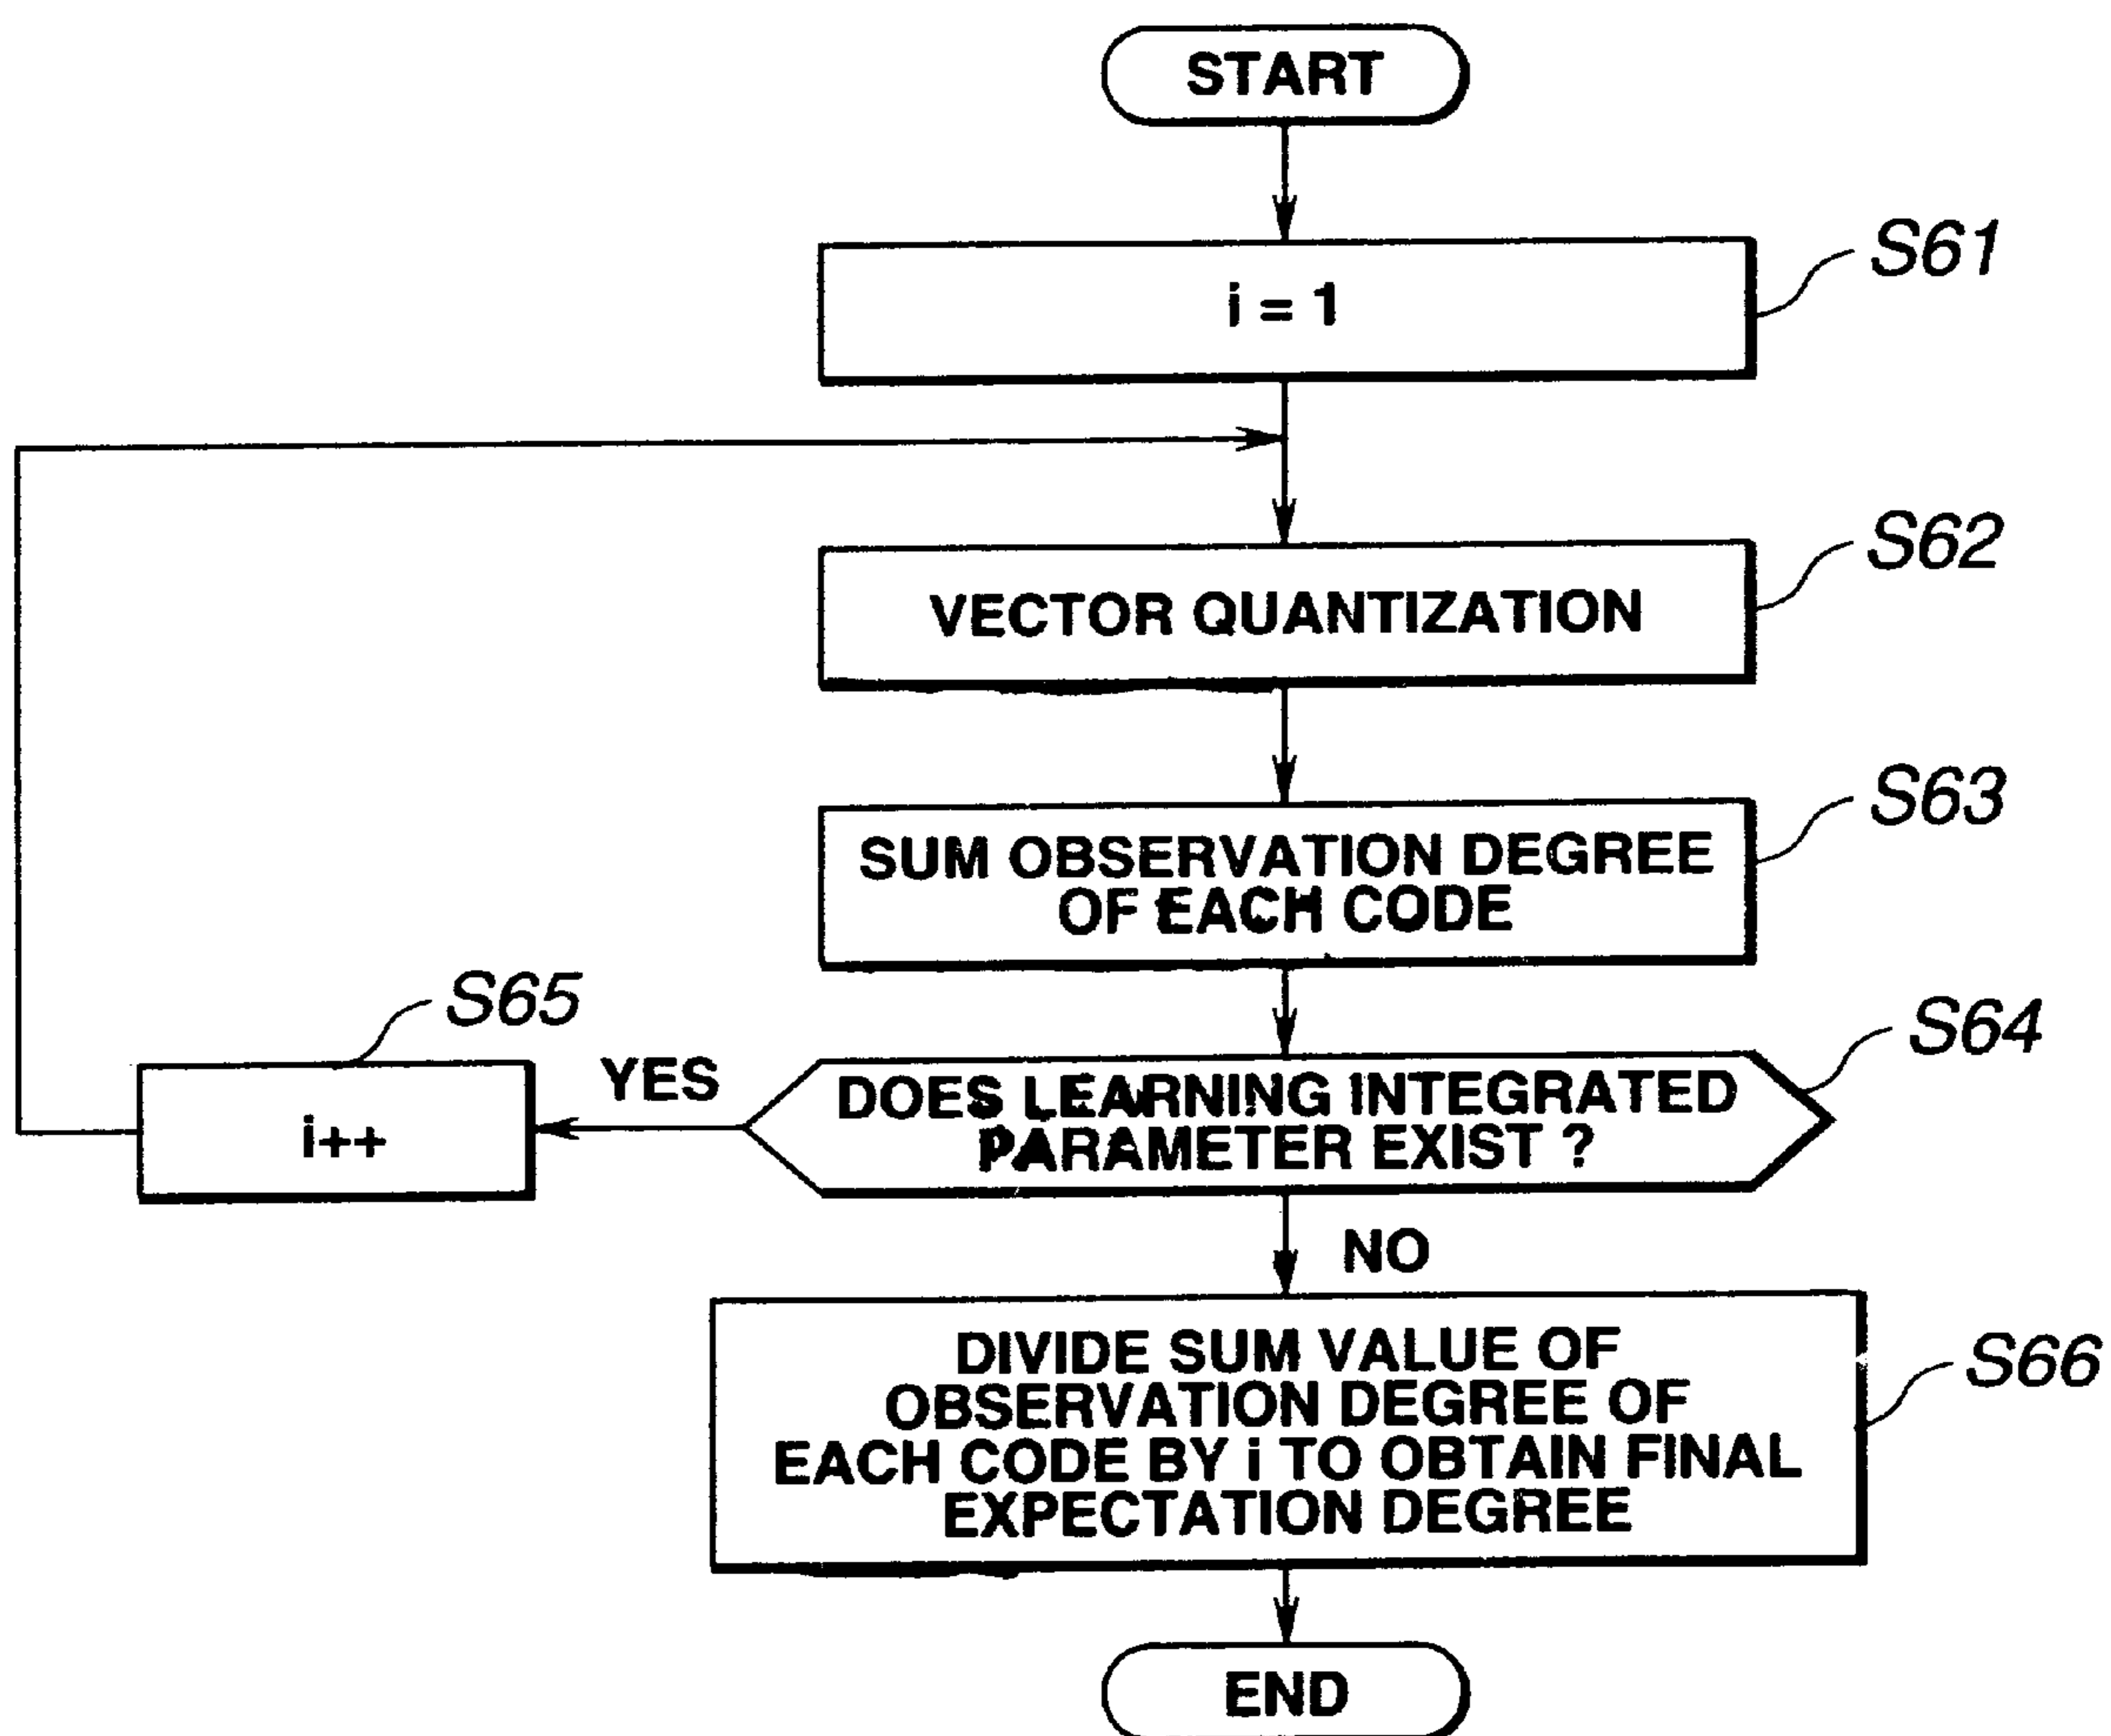 START
i = 1
S61
VECTOR QUANTIZATION
S62
SUM OBSERVATION DEGREE
OF EACH CODE
S63
DOES LEARNING INTEGRATED
PARAMETER EXIST ?
S64
YES
S65
i++
NO
DIVIDE SUM VALUE OF
OBSERVATION DEGREE OF
EACH CODE BY i TO OBTAIN FINAL
EXPECTATION DEGREE
S66
END